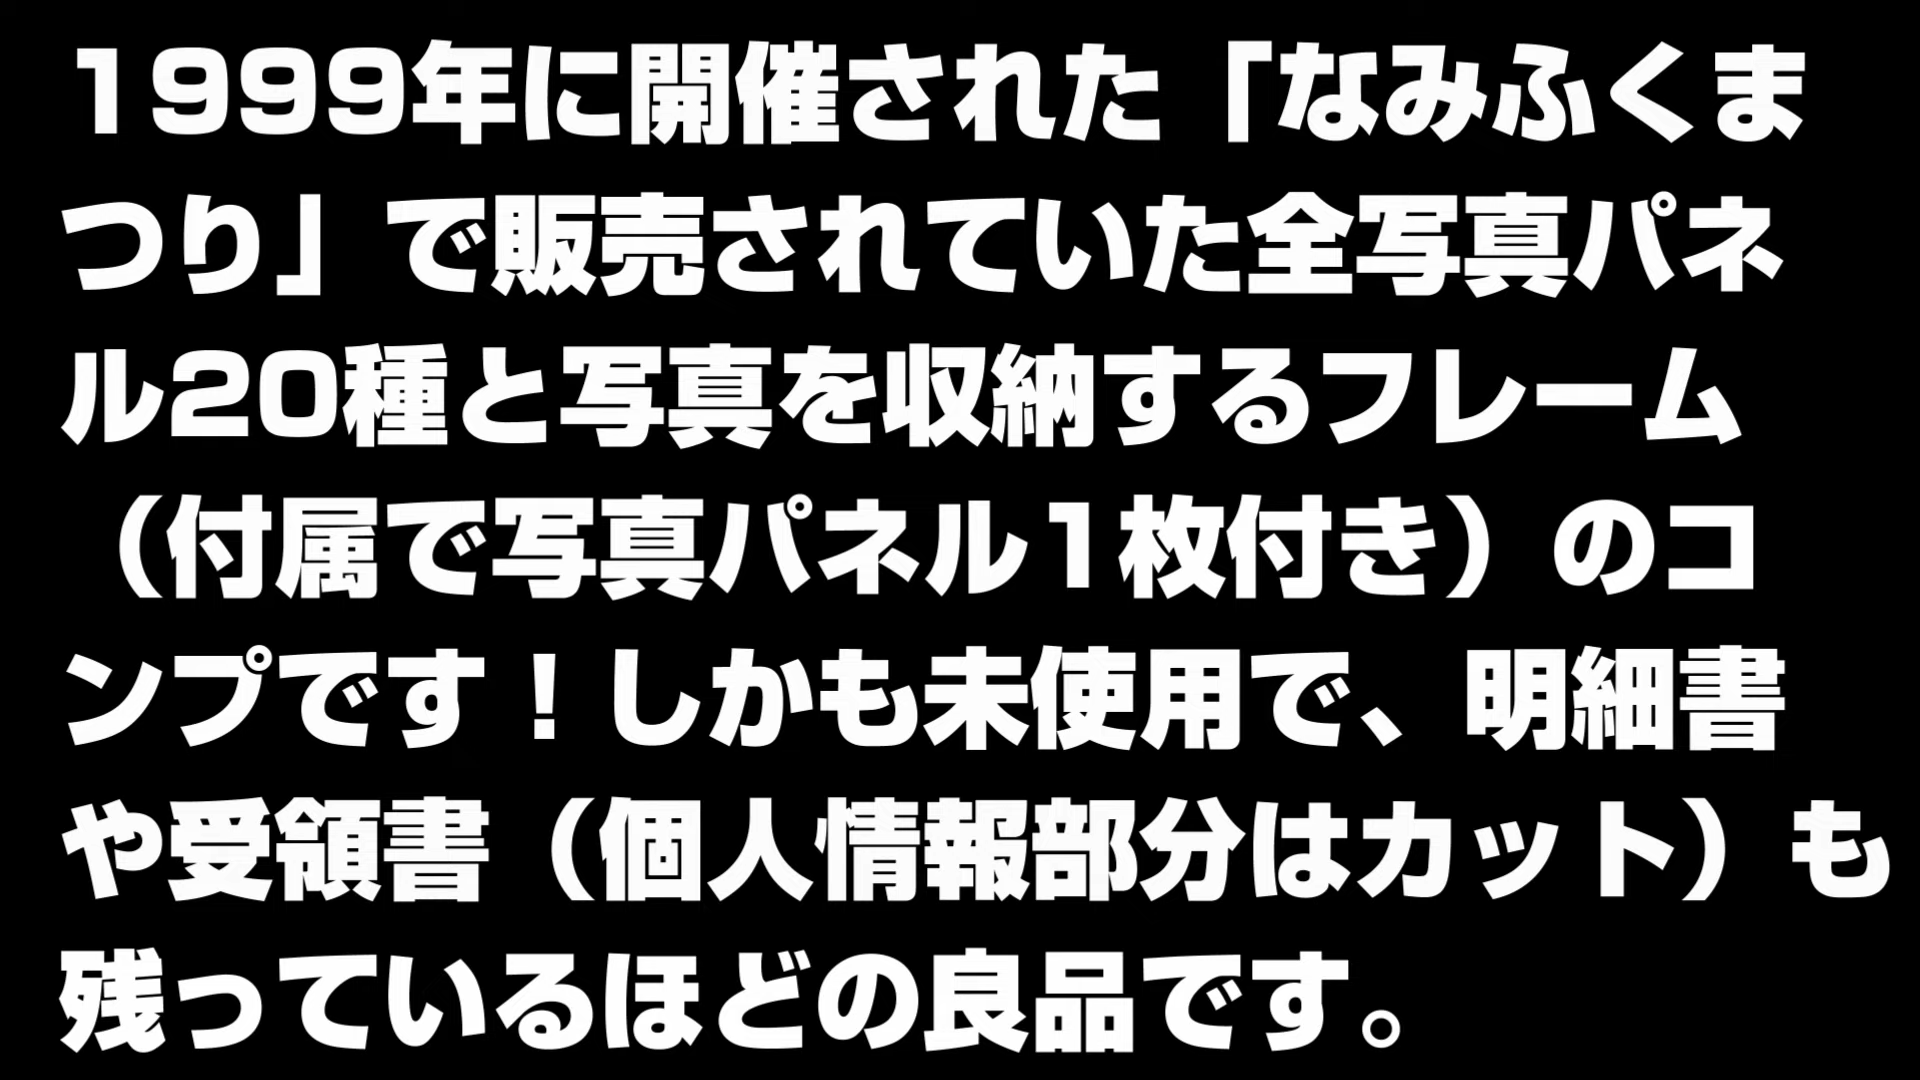 1999年に開催された「なみふくま
つり」で販売されていた全写真パネ
ル20種と写真を収納するフレーム
（付属で写真パネル1枚付き）のコ
ンプです！しかも未使用で、明細書
や受領書（個人情報部分はカット）も
残っているほどの良品です。